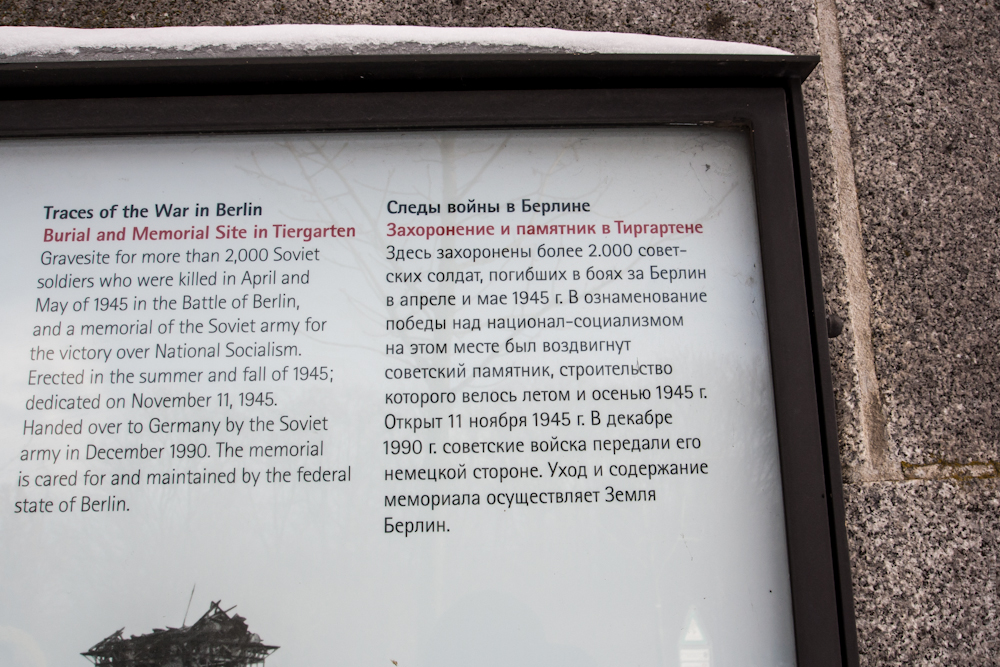 Traces of the War in Berlin
Burial and Memorial Site in Tiergarten
Gravesite for more than 2,000 Soviet
soldiers who were killed in April and
May of 1945 in the Battle of Berlin,
and a memorial of the Soviet army for
the victory over National Socialism.
Erected in the summer and fall of 1945;
dedicated on November 11, 1945.
Handed over to Germany by the Soviet
army in December 1990. The memorial
is cared for and maintained by the federal
state of Berlin.
Следы войны в Берлине
Захоронение и памятник в Тиргартене
Здесь захоронены более 2.000 совет-
ских солдат, погибших в боях за Берлин
в апреле и мае 1945 г. В ознаменование
победы над национал-социализмом
на этом месте был воздвигнут
советский памятник, строительство
которого велось летом и осенью 1945 г.
Открыт 11 ноября 1945 г. В декабре
1990 г. советские войска передали его
немецкой стороне. Уход и содержание
мемориала осуществляет Земля
Берлин.